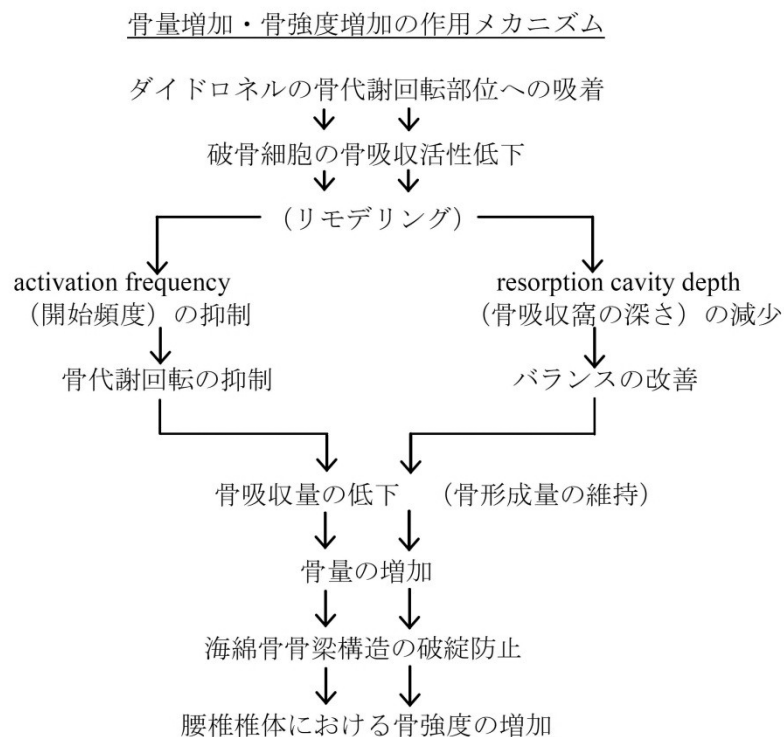 骨量増加・骨強度増加の作用メカニズム
ダイドロネルの骨代謝回転部位への吸着
破骨細胞の骨吸収活性低下
（リモデリング）
activation frequency
（開始頻度）の抑制
resorption cavity depth
（骨吸収窩の深さ）の減少
骨代謝回転の抑制
バランスの改善
骨吸収量の低下 （骨形成量の維持）
骨量の増加
海綿骨骨梁構造の破綻防止
腰椎椎体における骨強度の増加